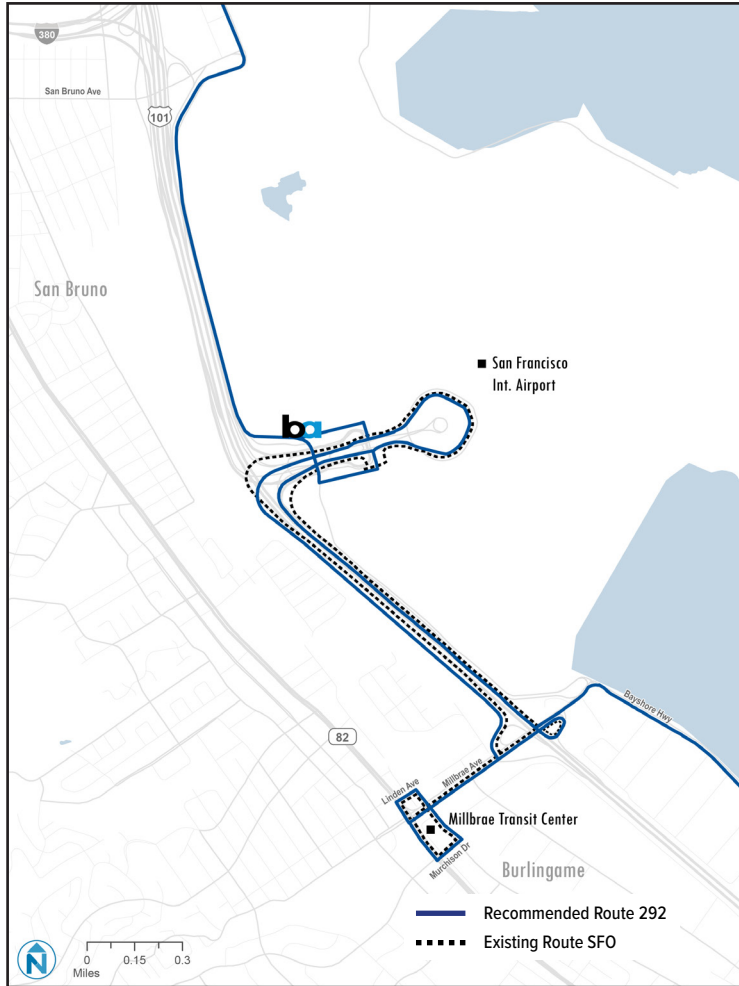 380
San Bruno Ave
101
San Bruno
San Francisco
Int. Airport
ba
Bayshore Hwy
82
Millbrae Ave
Linden Ave
Millbrae Transit Center
Murchison Dr
Burlingame
Recommended Route 292
Existing Route SFO
N
0 0.15 0.3
Miles